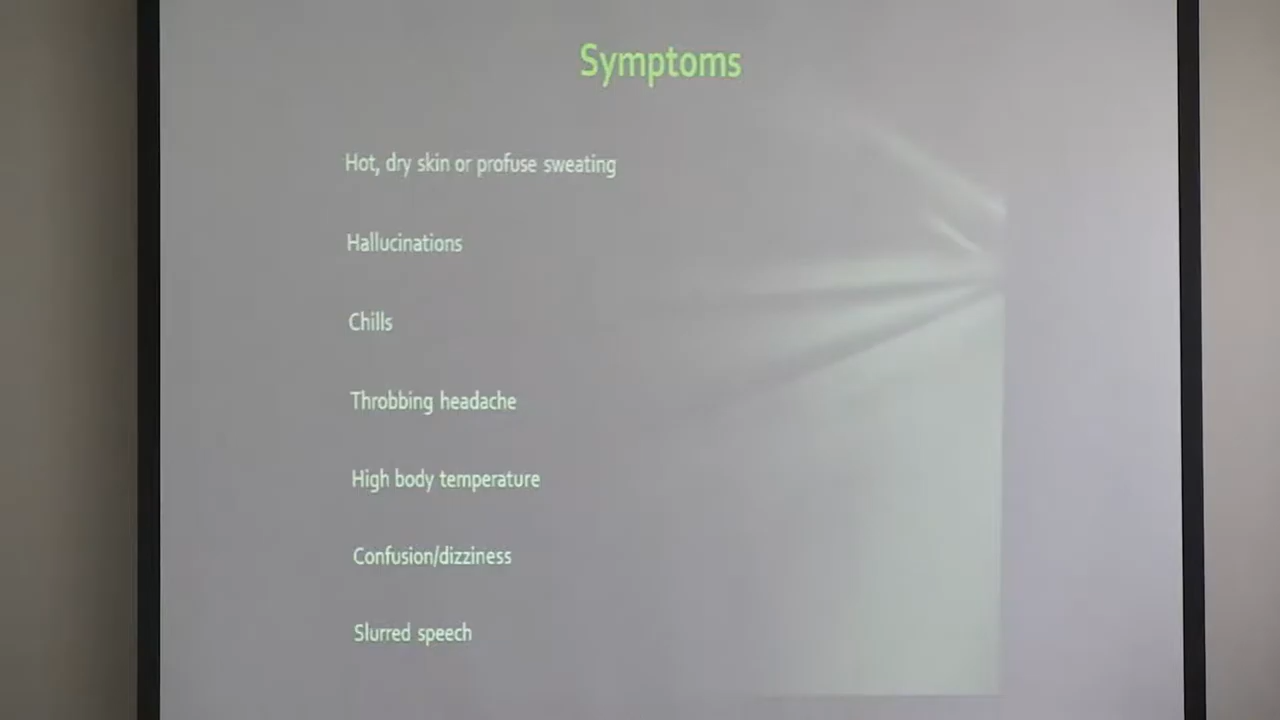 Symptoms
Hot, dry skin or profuse sweating
Hallucinations
Chills
Throbbing headache
High body temperature
Confusion/dizziness
Slurred speech